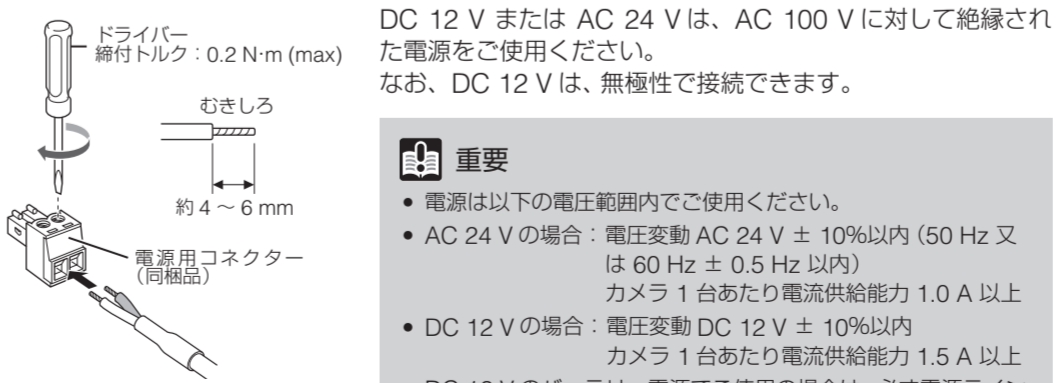 ドライバー
締付トルク：0.2 N·m (max)
むきしろ
約 4 ～ 6 mm
電源用コネクター
（同梱品）
DC 12 V または AC 24 V は、AC 100 V に対して絶縁され
た電源をご使用ください。
なお、DC 12 V は、無極性で接続できます。
重要
• 電源は以下の電圧範囲内でご使用ください。
• AC 24 V の場合：電圧変動 AC 24 V ± 10%以内（50 Hz 又
は 60 Hz ± 0.5 Hz 以内）
カメラ 1 台あたり電流供給能力 1.0 A 以上
• DC 12 V の場合：電圧変動 DC 12 V ± 10%以内
カメラ 1 台あたり電流供給能力 1.5 A 以上